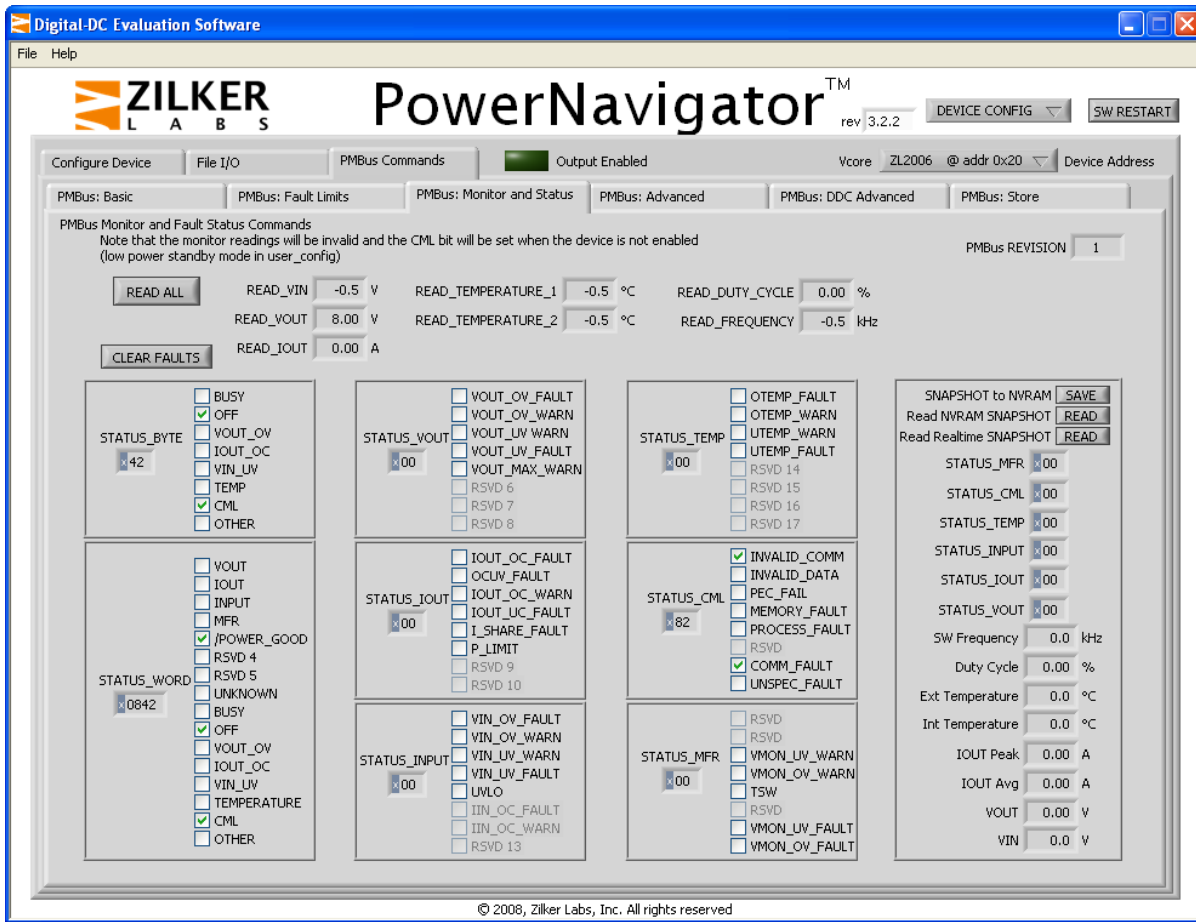 Digital-DC Evaluation Software
File Help
ZILKER
LABS
PowerNavigator™
rev 3.2.2
DEVICE CONFIG
SW RESTART
Configure Device
File I/O
PMBus Commands
Output Enabled
Vcore
ZL2006 @ addr 0x20
Device Address
PMBus: Basic
PMBus: Fault Limits
PMBus: Monitor and Status
PMBus: Advanced
PMBus: DDC Advanced
PMBus: Store
PMBus Monitor and Fault Status Commands
Note that the monitor readings will be invalid and the CML bit will be set when the device is not enabled
(low power standby mode in user_config)
PMBus REVISION 1
READ ALL
READ_VIN -0.5 V
READ_TEMPERATURE_1 -0.5 °C
READ_DUTY_CYCLE 0.00 %
READ_VOUT 8.00 V
READ_TEMPERATURE_2 -0.5 °C
READ_FREQUENCY -0.5 kHz
READ_IOUT 0.00 A
CLEAR FAULTS
STATUS_BYTE
x42
BUSY
OFF
VOUT_OV
IOUT_OC
VIN_UV
TEMP
CML
OTHER
STATUS_VOUT
x00
VOUT_OV_FAULT
VOUT_OV_WARN
VOUT_UV WARN
VOUT_UV_FAULT
VOUT_MAX_WARN
RSVD 6
RSVD 7
RSVD 8
STATUS_TEMP
x00
OTEMP_FAULT
OTEMP_WARN
UTEMP_WARN
UTEMP_FAULT
RSVD 14
RSVD 15
RSVD 16
RSVD 17
STATUS_WORD
x0842
VOUT
IOUT
INPUT
MFR
/POWER_GOOD
RSVD 4
RSVD 5
UNKNOWN
BUSY
OFF
VOUT_OV
IOUT_OC
VIN_UV
TEMPERATURE
CML
OTHER
STATUS_IOUT
x00
IOUT_OC_FAULT
OCUV_FAULT
IOUT_OC_WARN
IOUT_UC_FAULT
I_SHARE_FAULT
P_LIMIT
RSVD 9
RSVD 10
STATUS_CML
x82
INVALID_COMM
INVALID_DATA
PEC_FAIL
MEMORY_FAULT
PROCESS_FAULT
RSVD
COMM_FAULT
UNSPEC_FAULT
STATUS_INPUT
x00
VIN_OV_FAULT
VIN_OV_WARN
VIN_UV_WARN
VIN_UV_FAULT
UVLO
IIN_OC_FAULT
IIN_OC_WARN
RSVD 13
STATUS_MFR
x00
RSVD
RSVD
VMON_UV_WARN
VMON_OV_WARN
TSW
RSVD
VMON_UV_FAULT
VMON_OV_FAULT
SNAPSHOT to NVRAM SAVE
Read NVRAM SNAPSHOT READ
Read Realtime SNAPSHOT READ
STATUS_MFR x00
STATUS_CML x00
STATUS_TEMP x00
STATUS_INPUT x00
STATUS_IOUT x00
STATUS_VOUT x00
SW Frequency 0.0 kHz
Duty Cycle 0.00 %
Ext Temperature 0.0 °C
Int Temperature 0.0 °C
IOUT Peak 0.00 A
IOUT Avg 0.00 A
VOUT 0.00 V
VIN 0.0 V
© 2008, Zilker Labs, Inc. All rights reserved